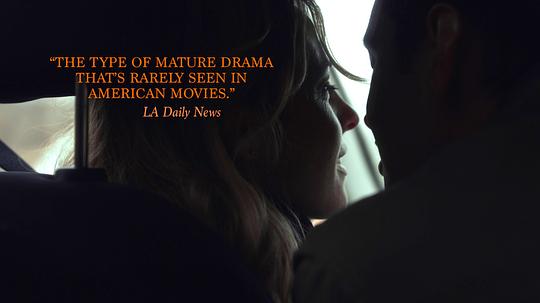 “THE TYPE OF MATURE DRAMA
THAT’S RARELY SEEN IN
AMERICAN MOVIES.”
LA Daily News